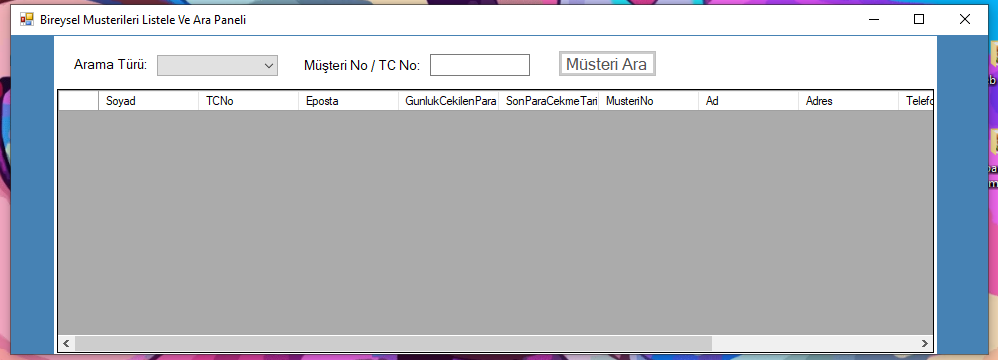 Bireysel Musterileri Listele Ve Ara Paneli
Arama Türü: Müşteri No / TC No: Müsteri Ara
Soyad TCNo Eposta GunlukCekilenPara SonParaCekmeTari MusteriNo Ad Adres Telefo